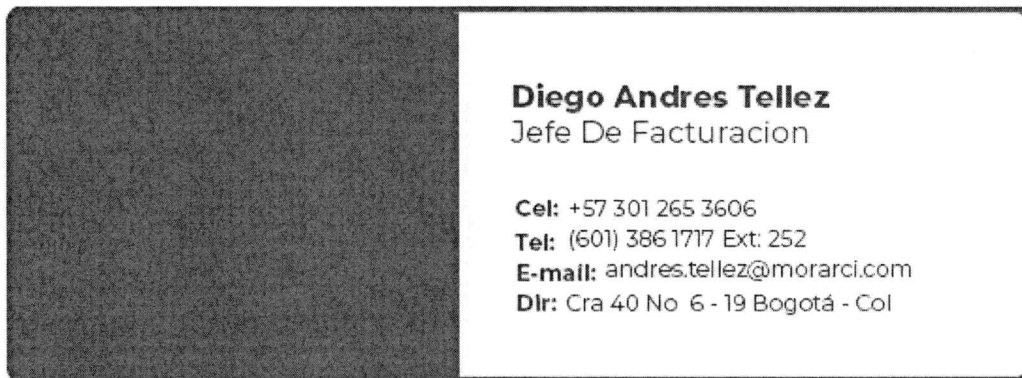 Diego Andres Tellez
Jefe De Facturacion
Cel: +57 301 265 3606
Tel: (601) 386 1717 Ext: 252
E-mail: andres.tellez@morarci.com
Dir: Cra 40 No 6 - 19 Bogotá - Col